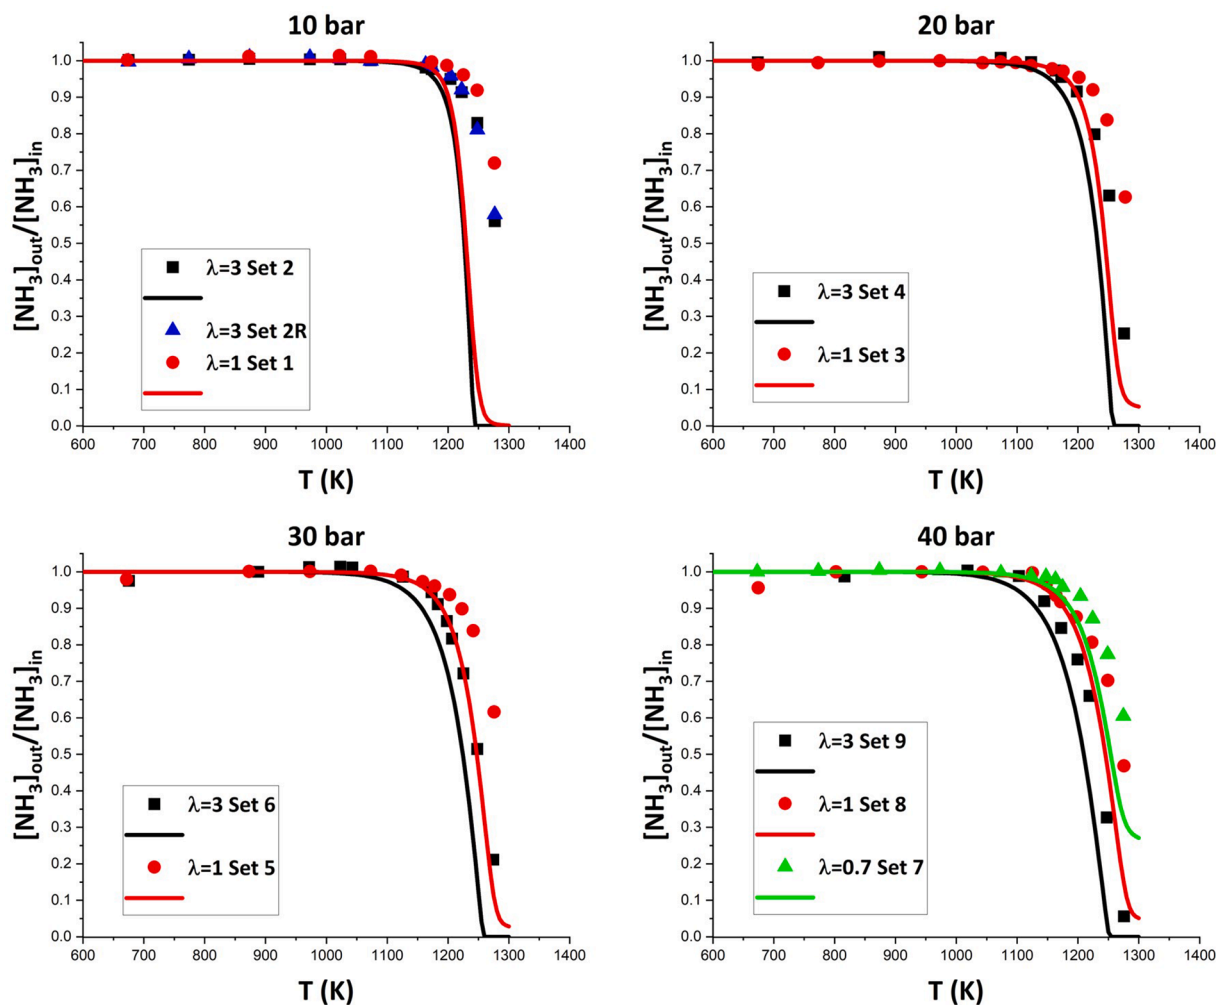 10 bar
1.0
0.9
0.8
0.7
0.6
0.5
0.4
0.3
0.2
0.1
0.0
[NH3]out/[NH3]in
λ=3 Set 2
λ=3 Set 2R
λ=1 Set 1
600 700 800 900 1000 1100 1200 1300 1400
T (K)
20 bar
1.0
0.9
0.8
0.7
0.6
0.5
0.4
0.3
0.2
0.1
0.0
[NH3]out/[NH3]in
λ=3 Set 4
λ=1 Set 3
600 700 800 900 1000 1100 1200 1300 1400
T (K)
30 bar
1.0
0.9
0.8
0.7
0.6
0.5
0.4
0.3
0.2
0.1
0.0
[NH3]out/[NH3]in
λ=3 Set 6
λ=1 Set 5
600 700 800 900 1000 1100 1200 1300 1400
T (K)
40 bar
1.0
0.9
0.8
0.7
0.6
0.5
0.4
0.3
0.2
0.1
0.0
[NH3]out/[NH3]in
λ=3 Set 9
λ=1 Set 8
λ=0.7 Set 7
600 700 800 900 1000 1100 1200 1300 1400
T (K)